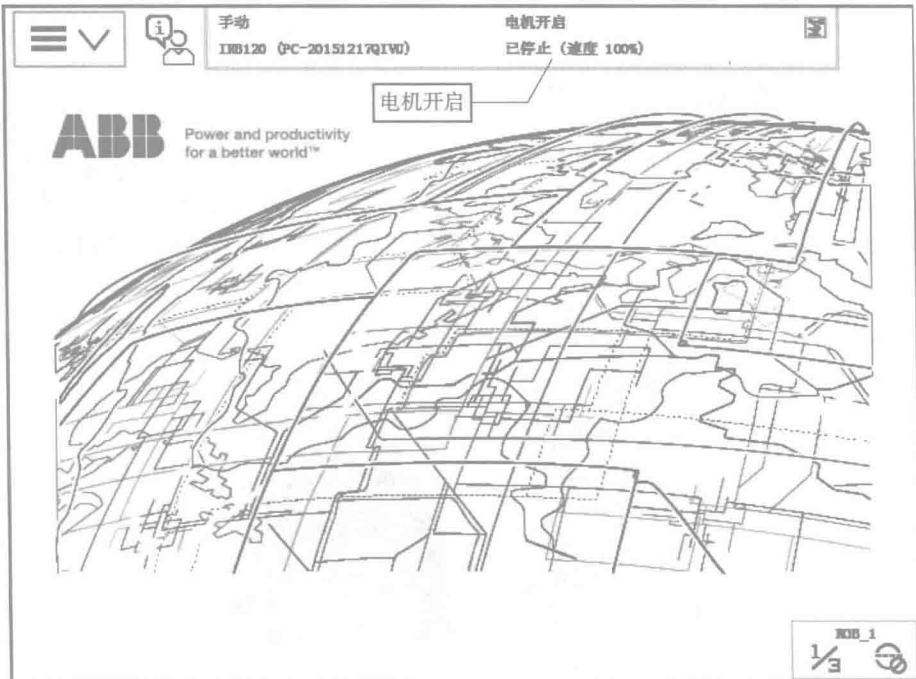 手动
电机开启
IRB120 (PC-20151217QIVU)
已停止 (速度 100%)
电机开启
ABB
Power and productivity
for a better world™
ROB_1
1/3